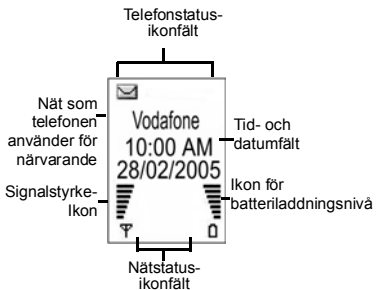 Telefonstatus-
ikonfält
Nät som
telefonen
använder för
närvarande
Vodafone
10:00 AM
28/02/2005
Tid- och
datumfält
Signalstyrke-
Ikon
Ikon för
batteriladdningsnivå
Nätstatus-
ikonfält